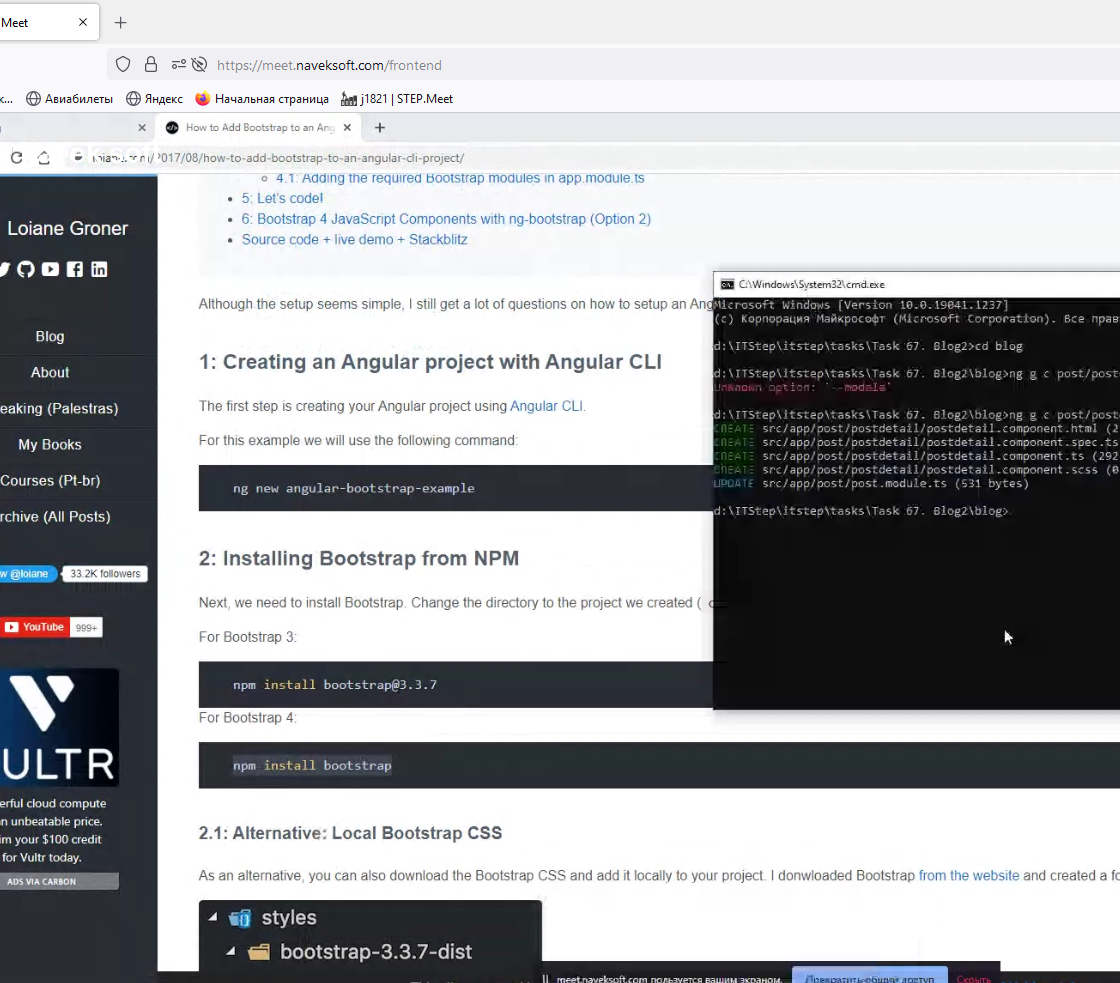 Meet
https://meet.naveksoft.com/frontend
Авиабилеты
Яндекс
Начальная страница
j1821 | STEP.Meet
How to Add Bootstrap to an Ang
/2017/08/how-to-add-bootstrap-to-an-angular-cli-project/
Loiane Groner
Blog
About
eaking (Palestras)
My Books
Courses (Pt-br)
rchive (All Posts)
w @loiane
33.2K followers
YouTube
999+
ULTR
erful cloud compute
n unbeatable price.
im your $100 credit
for Vultr today.
ADS VIA CARBON
4.1: Adding the required Bootstrap modules in app.module.ts
5: Let's code!
6: Bootstrap 4 JavaScript Components with ng-bootstrap (Option 2)
Source code + live demo + Stackblitz
Although the setup seems simple, I still get a lot of questions on how to setup an Ang
1: Creating an Angular project with Angular CLI
The first step is creating your Angular project using Angular CLI.
For this example we will use the following command:
ng new angular-bootstrap-example
2: Installing Bootstrap from NPM
Next, we need to install Bootstrap. Change the directory to the project we created (
For Bootstrap 3:
npm install bootstrap@3.3.7
For Bootstrap 4:
npm install bootstrap
2.1: Alternative: Local Bootstrap CSS
As an alternative, you can also download the Bootstrap CSS and add it locally to your project. I donwloaded Bootstrap from the website and created a fo
styles
bootstrap-3.3.7-dist
C:\Windows\System32\cmd.exe
Microsoft Windows [Version 10.0.19041.1237]
(c) Корпорация Майкрософт (Microsoft Corporation). Все прав
d:\ITStep\itstep\tasks\Task 67. Blog2>cd blog
d:\ITStep\itstep\tasks\Task 67. Blog2\blog>ng g c post/post
Unknown option: '--modele'
d:\ITStep\itstep\tasks\Task 67. Blog2\blog>ng g c post/post
CREATE src/app/post/postdetail/postdetail.component.html (2
CREATE src/app/post/postdetail/postdetail.component.spec.ts
CREATE src/app/post/postdetail/postdetail.component.ts (292
CREATE src/app/post/postdetail/postdetail.component.scss (0
UPDATE src/app/post/post.module.ts (531 bytes)
d:\ITStep\itstep\tasks\Task 67. Blog2\blog>
meet.naveksoft.com пользуется вашим экраном.
Прекратить общий доступ
Скрыть